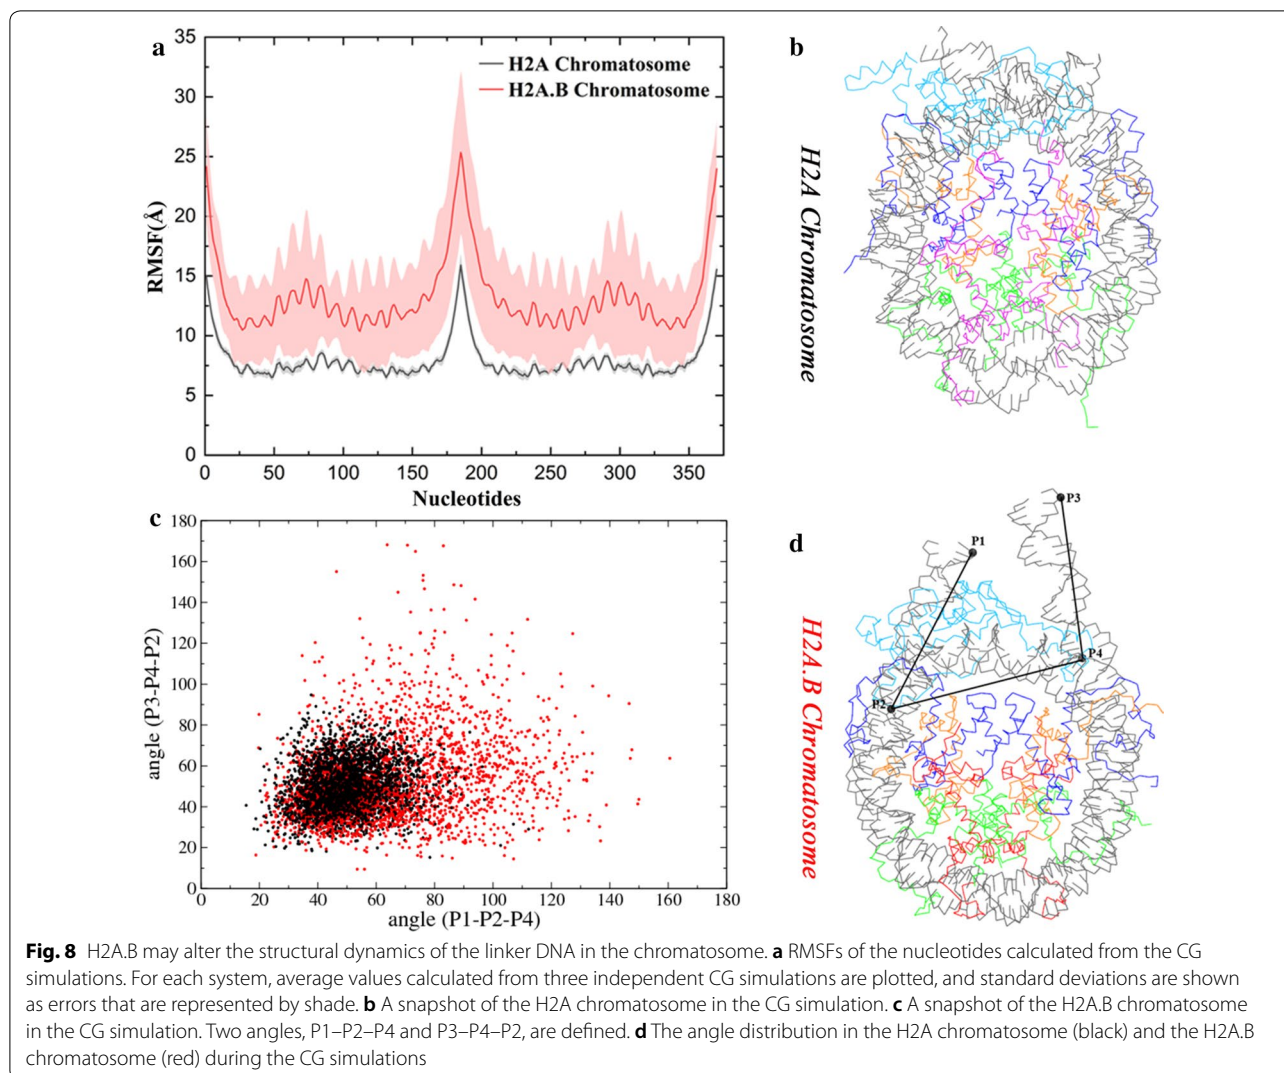 a
35
30
25
20
15
10
5
0
RMSF(Å)
H2A Chromatosome
H2A.B Chromatosome
0 50 100 150 200 250 300 350
Nucleotides
b
H2A Chromatosome
c
180
160
140
120
100
80
60
40
20
0
angle (P3-P4-P2)
0 20 40 60 80 100 120 140 160 180
angle (P1-P2-P4)
d
P3
P1
P4
P2
H2A.B Chromatosome
Fig. 8 H2A.B may alter the structural dynamics of the linker DNA in the chromatosome. a RMSFs of the nucleotides calculated from the CG
simulations. For each system, average values calculated from three independent CG simulations are plotted, and standard deviations are shown
as errors that are represented by shade. b A snapshot of the H2A chromatosome in the CG simulation. c A snapshot of the H2A.B chromatosome
in the CG simulation. Two angles, P1–P2–P4 and P3–P4–P2, are defined. d The angle distribution in the H2A chromatosome (black) and the H2A.B
chromatosome (red) during the CG simulations